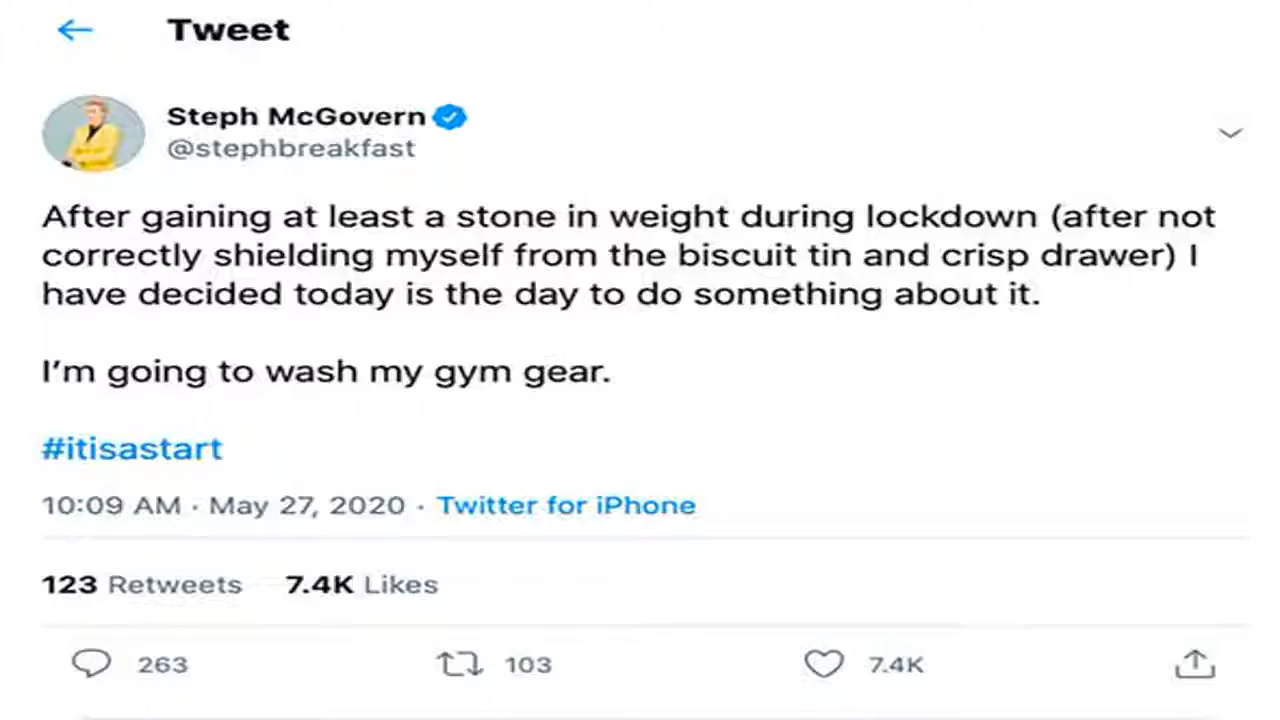 Tweet
Steph McGovern
@stephbreakfast
After gaining at least a stone in weight during lockdown (after not
correctly shielding myself from the biscuit tin and crisp drawer) I
have decided today is the day to do something about it.
I'm going to wash my gym gear.
#itisastart
10:09 AM · May 27, 2020 · Twitter for iPhone
123 Retweets 7.4K Likes
263 103 7.4K